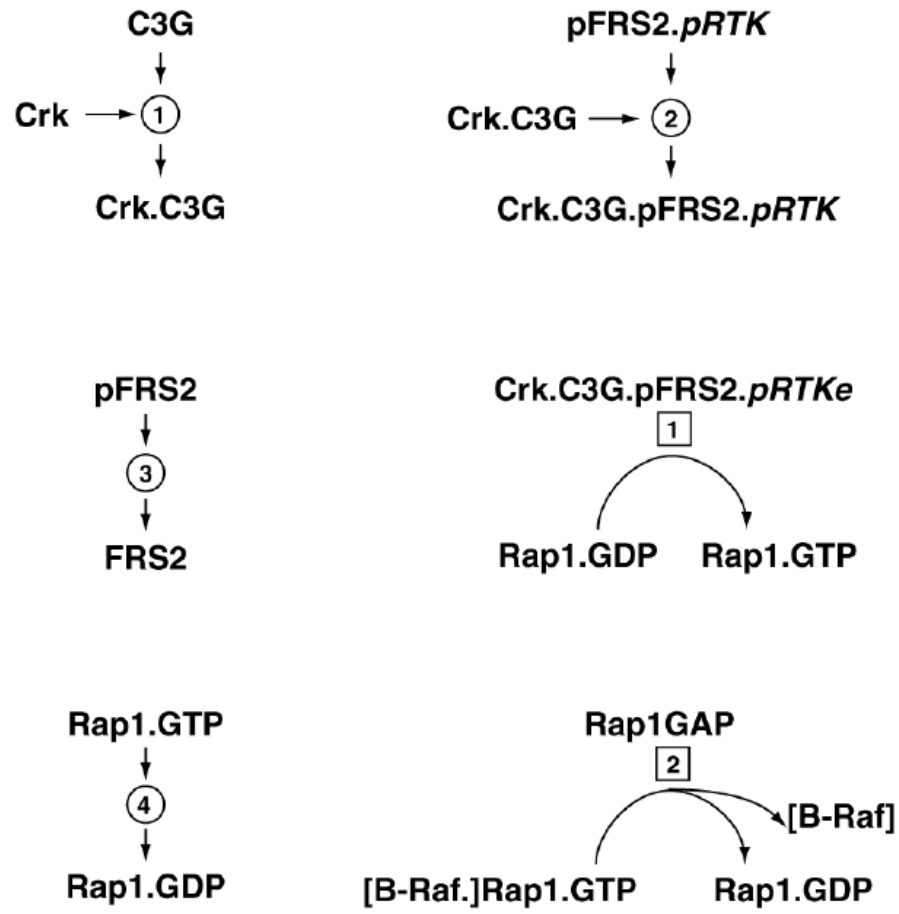 C3G
Crk
1
Crk.C3G
pFRS2.pRTK
Crk.C3G
2
Crk.C3G.pFRS2.pRTK
pFRS2
3
FRS2
Crk.C3G.pFRS2.pRTKe
1
Rap1.GDP
Rap1.GTP
Rap1.GTP
4
Rap1.GDP
Rap1GAP
2
[B-Raf]
[B-Raf.]Rap1.GTP
Rap1.GDP